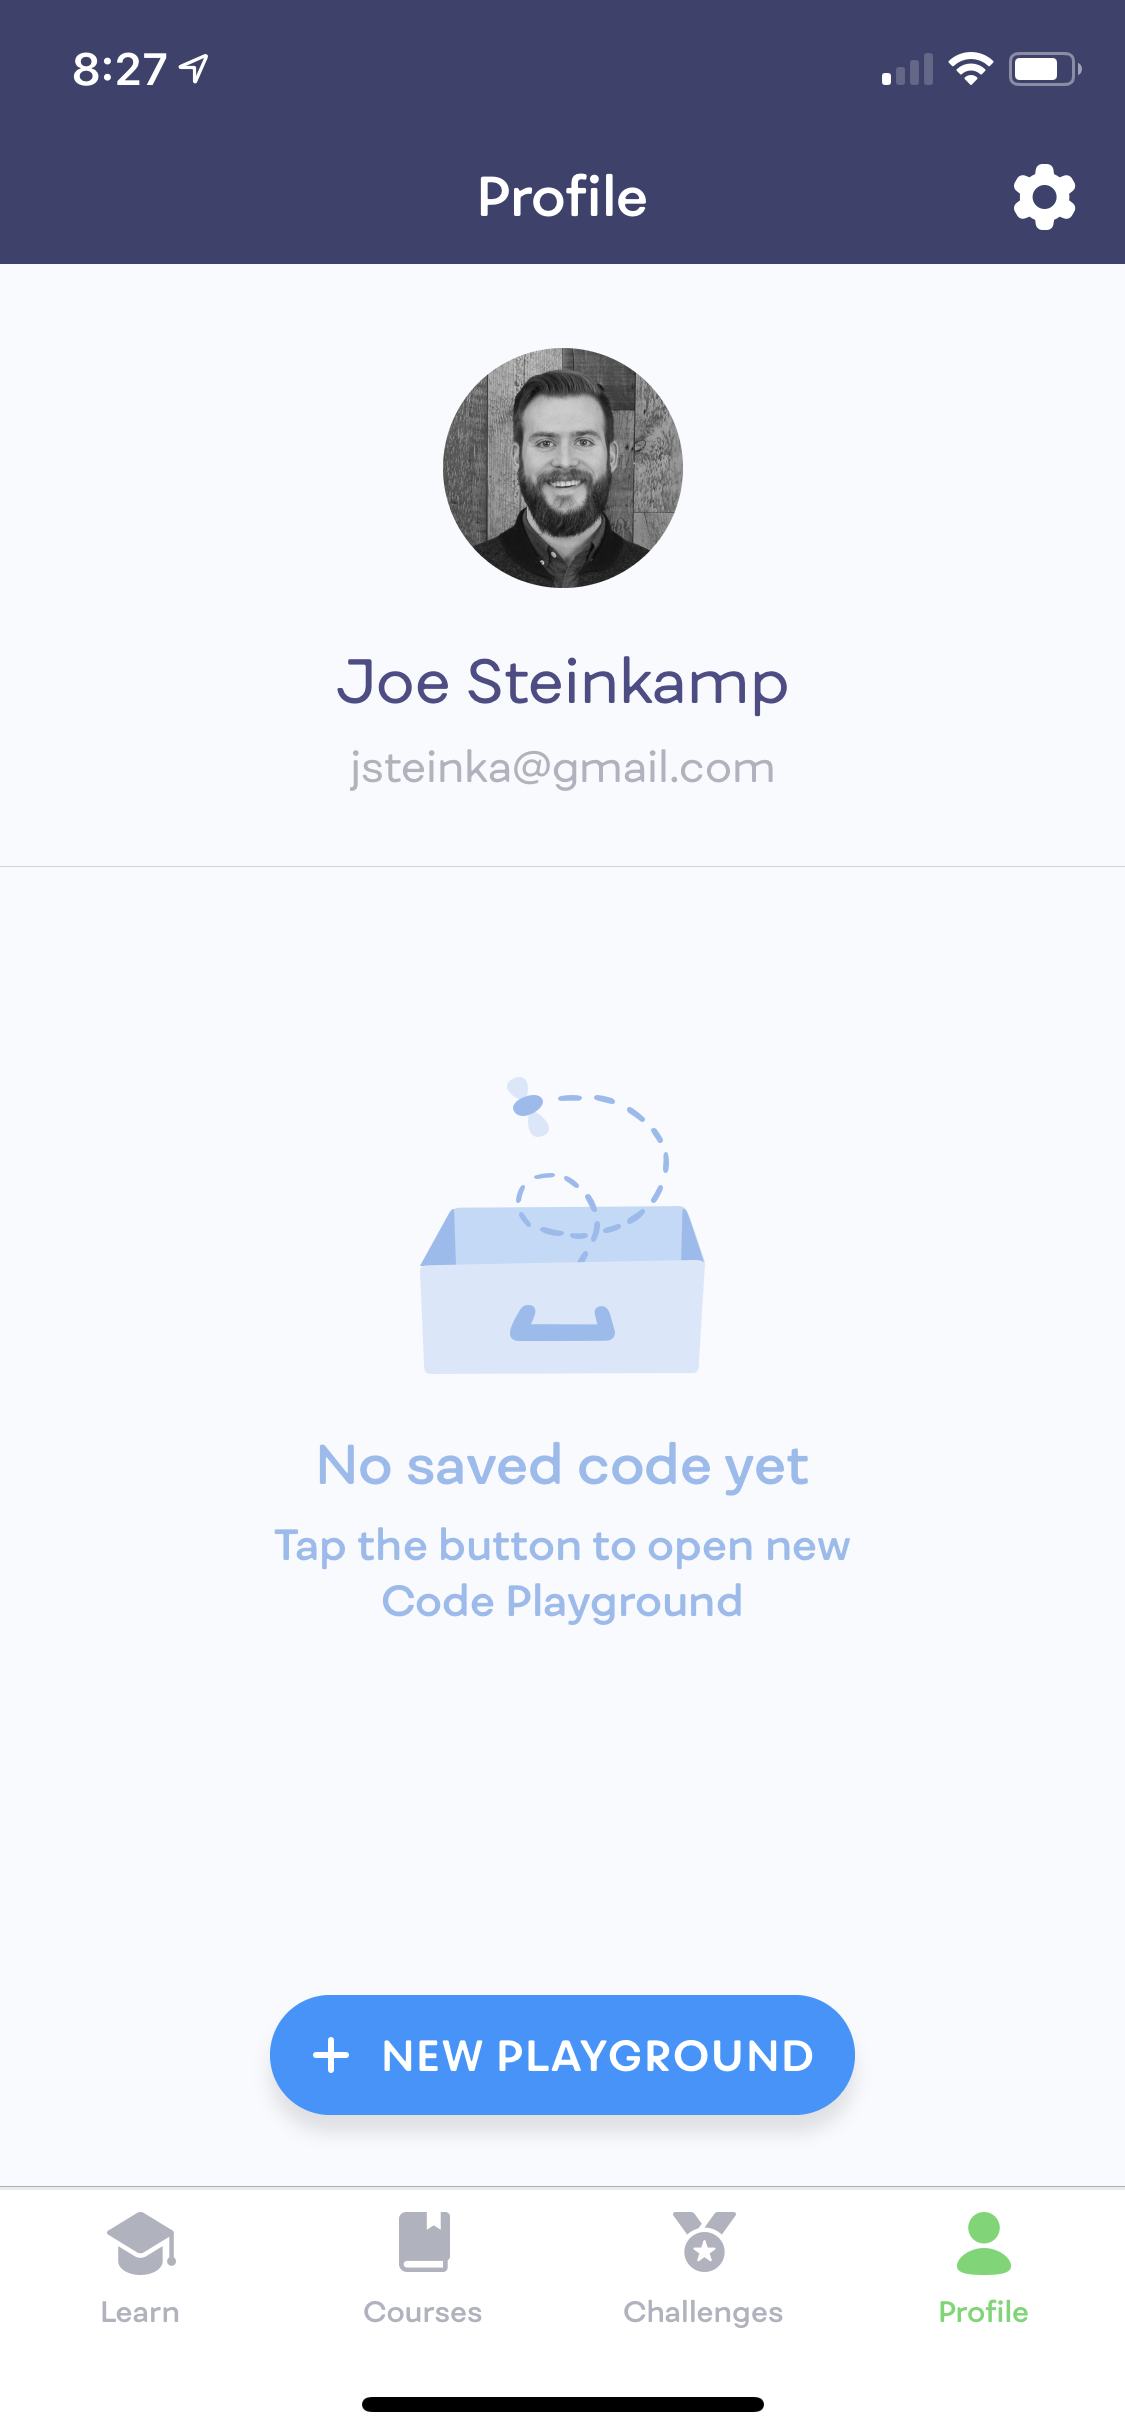 8:27
Profile
Joe Steinkamp
jsteinka@gmail.com
No saved code yet
Tap the button to open new
Code Playground
+ NEW PLAYGROUND
Learn Courses Challenges Profile